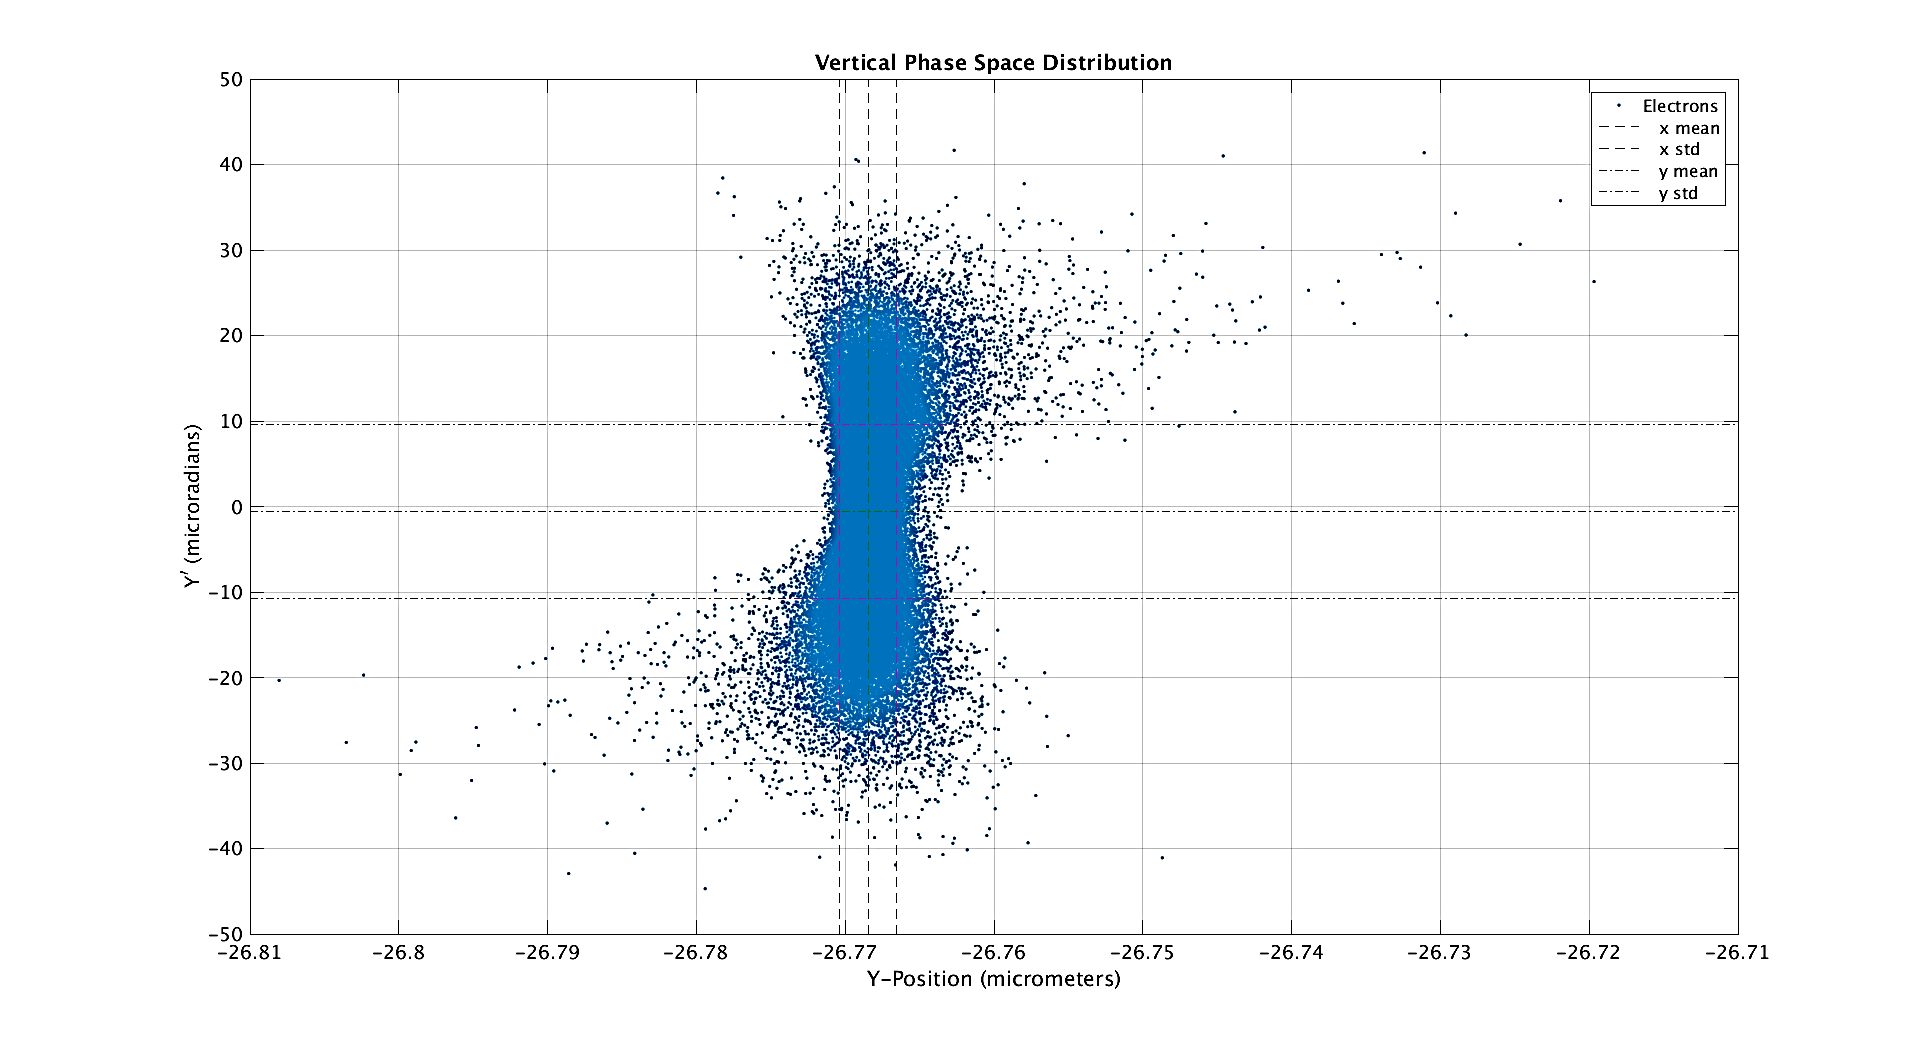 Vertical Phase Space Distribution
50
40
30
20
10
0
−10
−20
−30
−40
−50
Y′ (microradians)
Electrons
x mean
x std
y mean
y std
−26.81 −26.8 −26.79 −26.78 −26.77 −26.76 −26.75 −26.74 −26.73 −26.72 −26.71
Y−Position (micrometers)